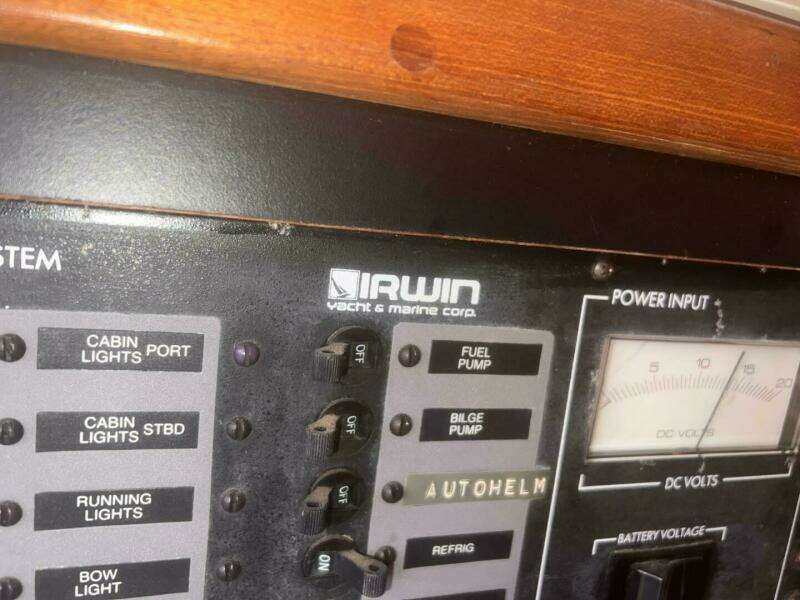 STEM
IRWIN
yacht & marine corp.
CABIN
LIGHTS PORT
CABIN
LIGHTS STBD
RUNNING
LIGHTS
BOW
LIGHT
OFF
FUEL
PUMP
OFF
BILGE
PUMP
OFF
AUTOHELM
ON
REFRIG
POWER INPUT
5 10 15 20
DC VOLTS
DC VOLTS
BATTERY VOLTAGE